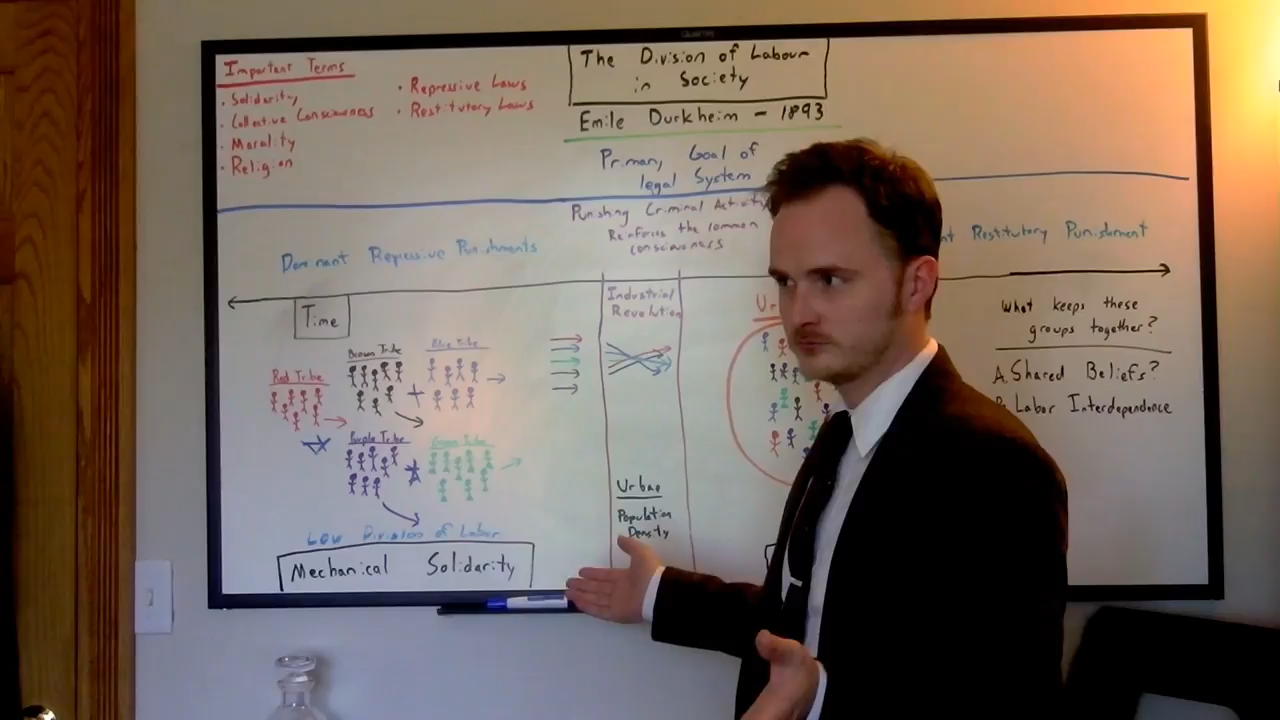 Important Terms
• Solidarity
• Collective Consciousness
• Morality
• Religion
• Repressive Laws
• Restitutory Laws
The Division of Labour
in Society
Emile Durkheim - 1893
Primary Goal of
legal System
Punishing Criminal Activity
Reinforces the common
consciousness
Dominant Repressive Punishments
nt Restitutory Punishment
Time
Industrial
Revolution
Red Tribe
Brown Tribe
Blue Tribe
Purple Tribe
Green Tribe
Low Division of Labor
Mechanical Solidarity
Urban
Population
Density
Ur
What keeps these
groups together?
A. Shared Beliefs?
B. Labor Interdependence